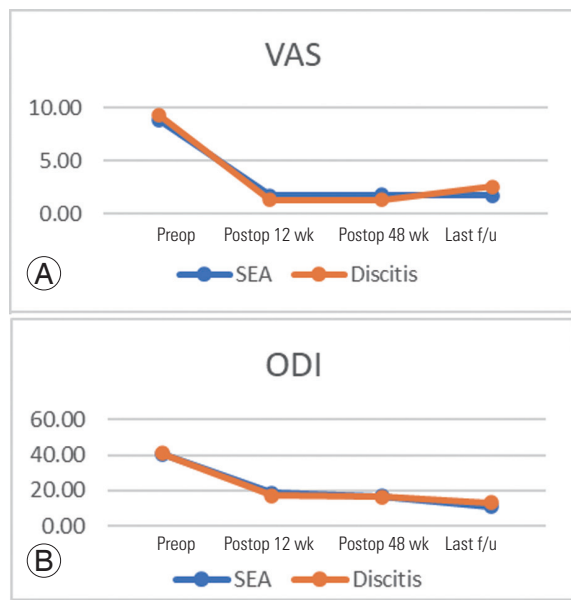 VAS
10.00
5.00
0.00
Preop Postop 12 wk Postop 48 wk Last f/u
A
SEA Discitis
ODI
60.00
40.00
20.00
0.00
Preop Postop 12 wk Postop 48 wk Last f/u
B
SEA Discitis